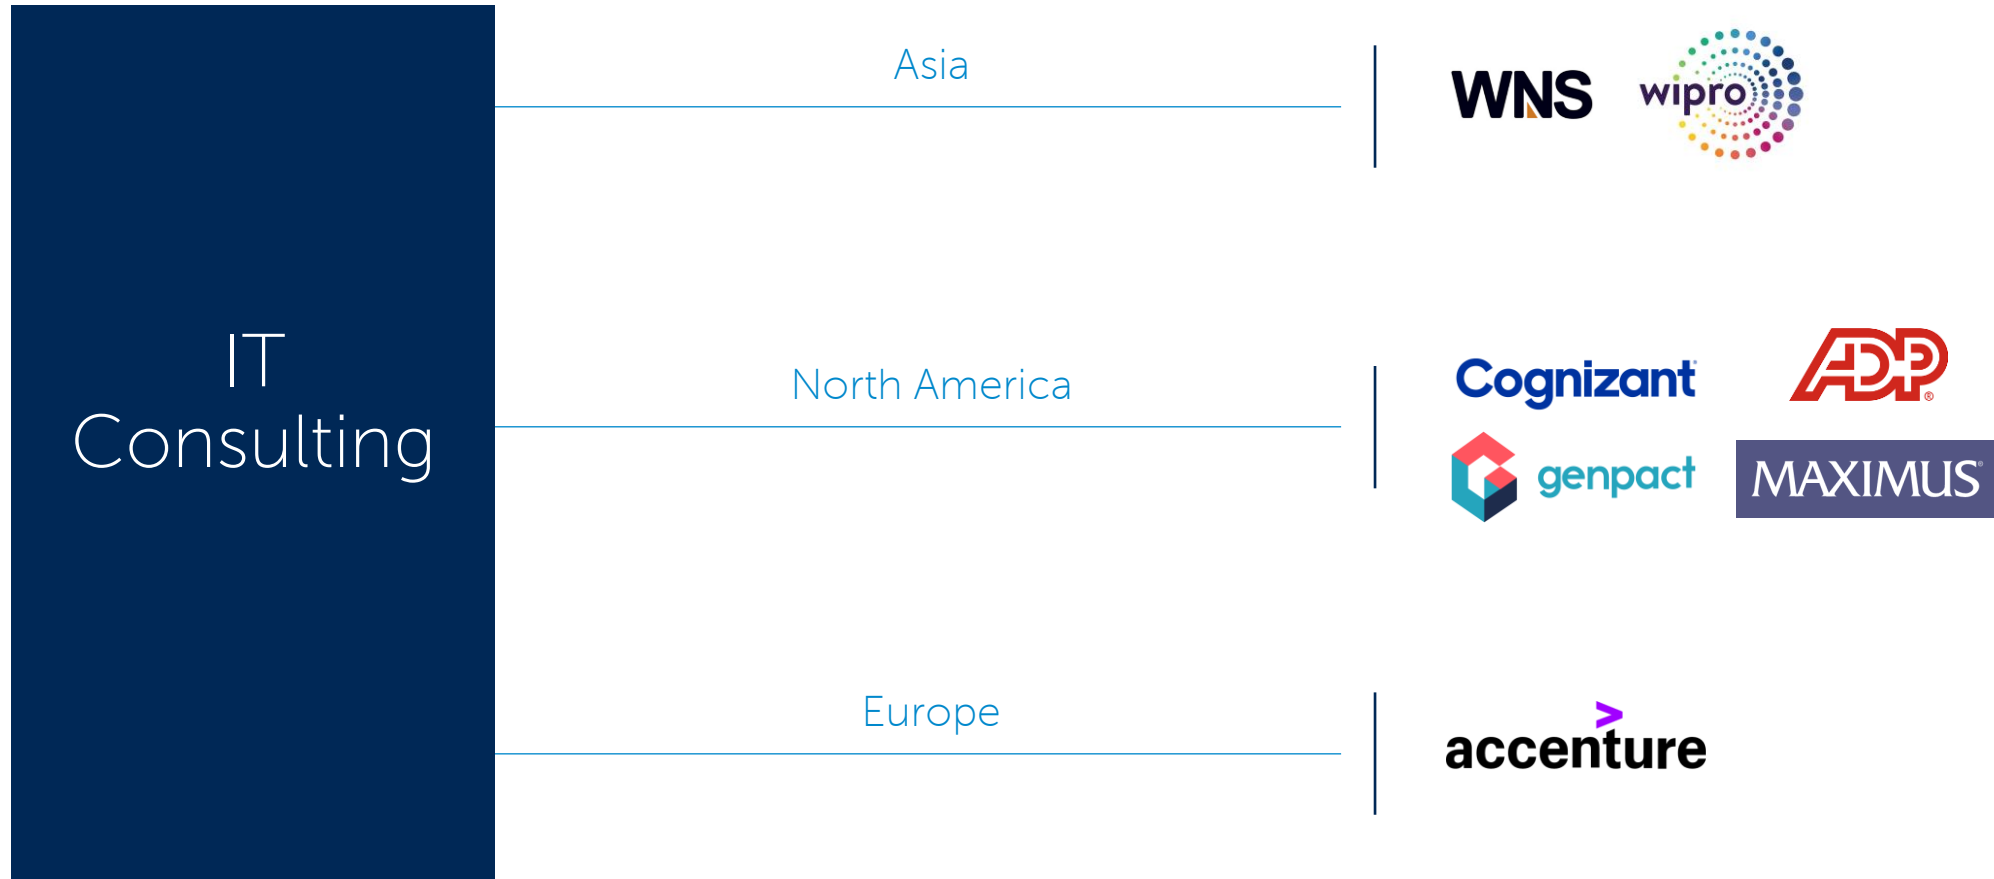 IT
Consulting
Asia
WNS
wipro
North America
Cognizant
ADP
genpact
MAXIMUS
Europe
accenture